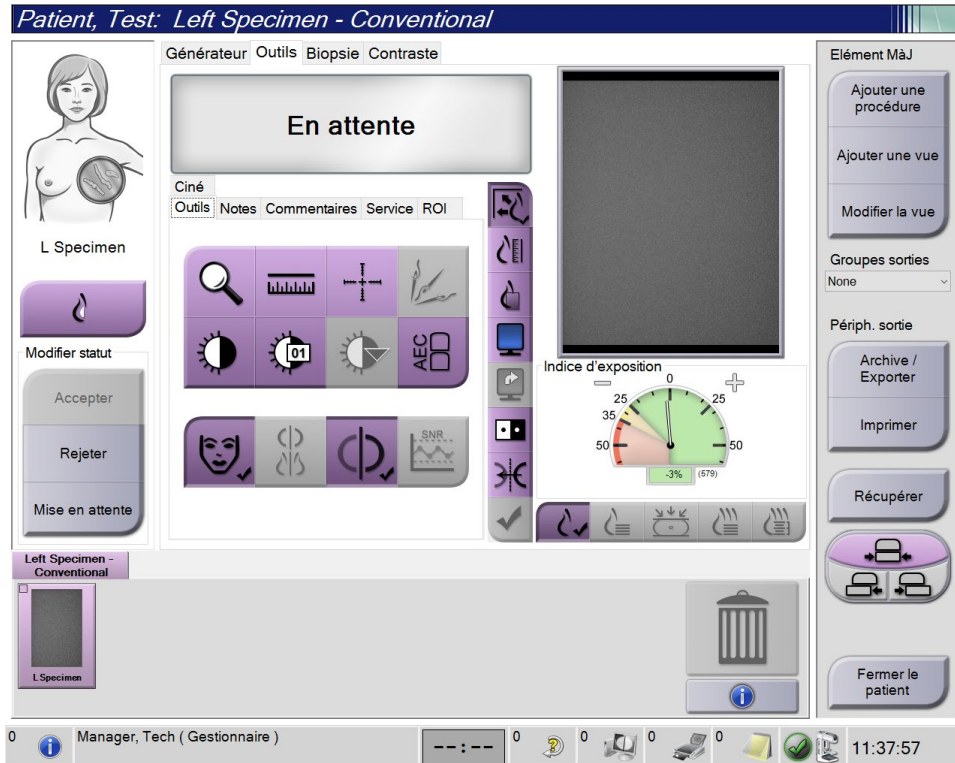 Patient, Test: Left Specimen - Conventional
Générateur Outils Biopsie Contraste
En attente
Ciné
Outils Notes Commentaires Service ROI
L Specimen
Modifier statut
Accepter
Rejeter
Mise en attente
01
AEC
SNR
Indice d'exposition
0
25 25
35
50 50
-3% (579)
Elément MàJ
Ajouter une
procédure
Ajouter une vue
Modifier la vue
Groupes sorties
None
Périph. sortie
Archive /
Exporter
Imprimer
Récupérer
Fermer le
patient
Left Specimen -
Conventional
L Specimen
0 Manager, Tech ( Gestionnaire ) --:-- 0 0 0 0 11:37:57